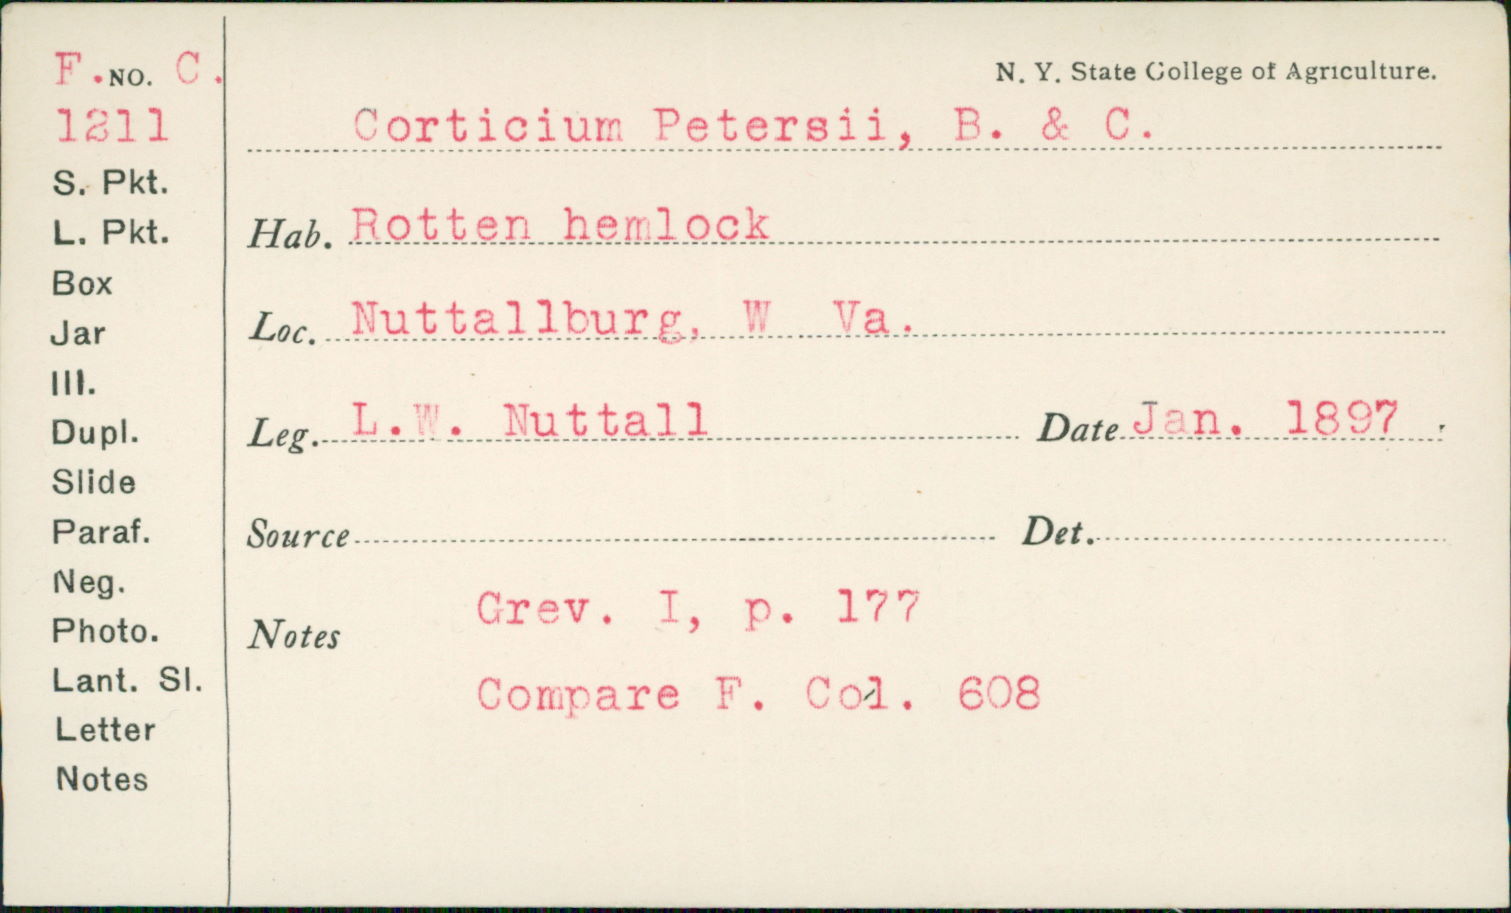 F. NO. C.
1211
S. Pkt.
L. Pkt.
Box
Jar
Ill.
Dupl.
Slide
Paraf.
Neg.
Photo.
Lant. Sl.
Letter
Notes
N. Y. State College of Agriculture.
Corticium Petersii, B. & C.
Hab. Rotten hemlock
Loc. Nuttallburg, W Va.
Leg. L.W. Nuttall Date Jan. 1897
Source Det.
Notes Grev. I, p. 177
Compare F. Col. 608